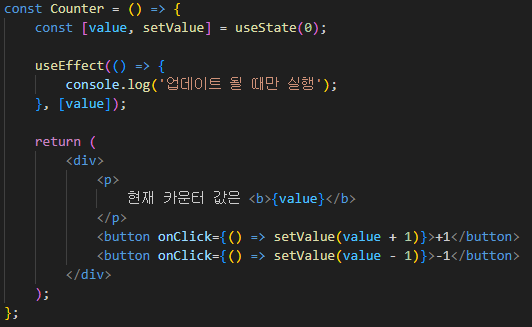 const Counter = () => {
    const [value, setValue] = useState(0);

    useEffect(() => {
        console.log('업데이트 될 때만 실행');
    }, [value]);

    return (
        <div>
            <p>
                현재 카운터 값은 <b>{value}</b>
            </p>
            <button onClick={() => setValue(value + 1)}>+1</button>
            <button onClick={() => setValue(value - 1)}>-1</button>
        </div>
    );
};